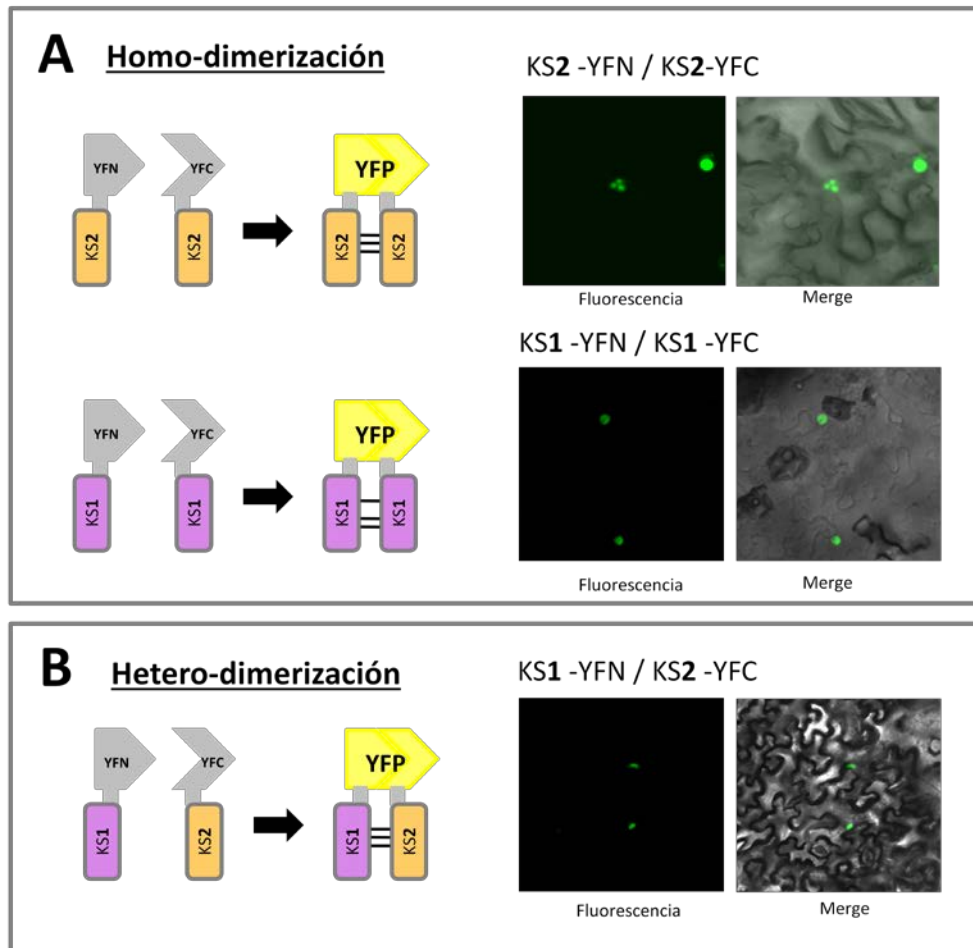 A Homo-dimerización
KS2 -YFN / KS2-YFC
YFN YFC YFP
KS2 KS2 KS2 KS2
Fluorescencia Merge
KS1 -YFN / KS1 -YFC
YFN YFC YFP
KS1 KS1 KS1 KS1
Fluorescencia Merge
B Hetero-dimerización
KS1 -YFN / KS2 -YFC
YFN YFC YFP
KS1 KS2 KS1 KS2
Fluorescencia Merge